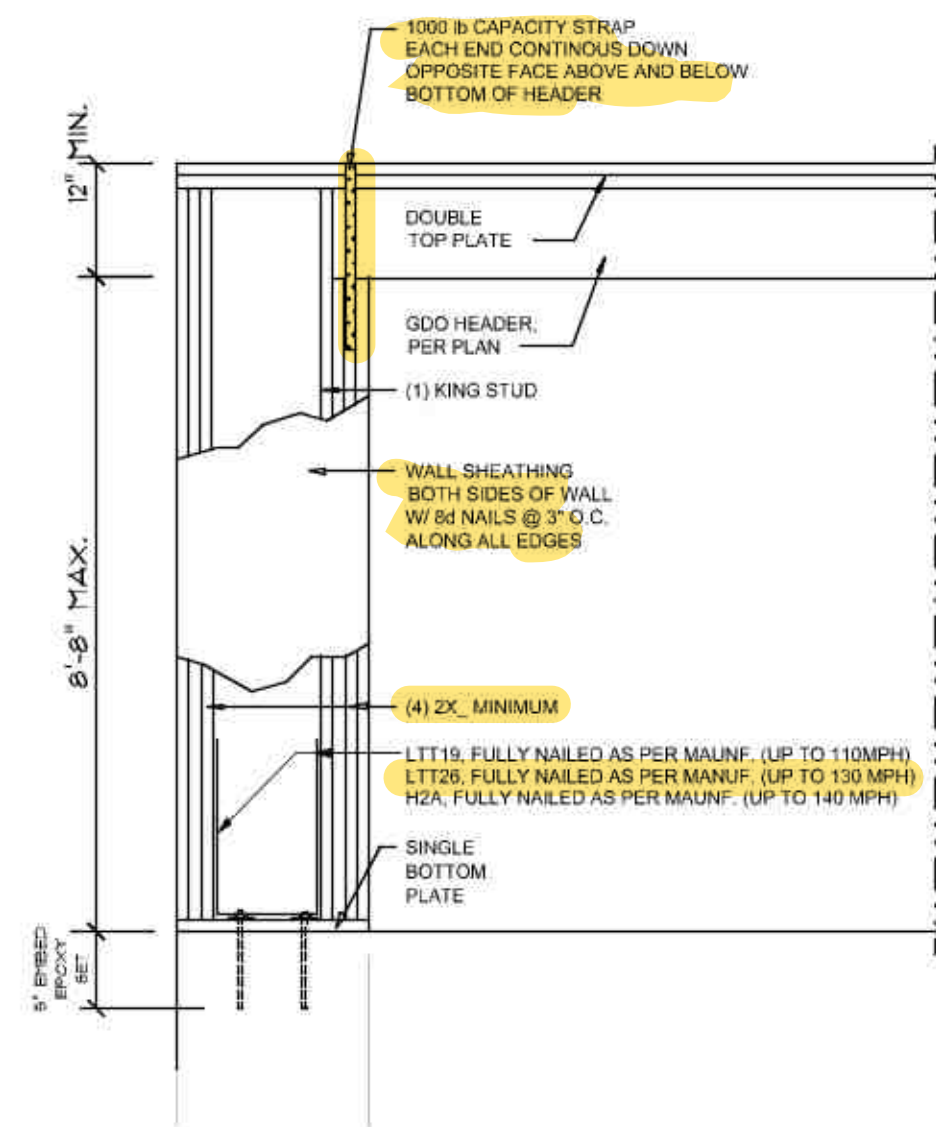 1000 lb CAPACITY STRAP
EACH END CONTINOUS DOWN
OPPOSITE FACE ABOVE AND BELOW
BOTTOM OF HEADER
12" MIN.
DOUBLE
TOP PLATE
GDO HEADER,
PER PLAN
(1) KING STUD
WALL SHEATHING
BOTH SIDES OF WALL
W/ 8d NAILS @ 3" O.C.
ALONG ALL EDGES
8'-8" MAX.
(4) 2X_ MINIMUM
LTT19, FULLY NAILED AS PER MAUNF. (UP TO 110MPH)
LTT26, FULLY NAILED AS PER MANUF. (UP TO 130 MPH)
H2A, FULLY NAILED AS PER MAUNF. (UP TO 140 MPH)
SINGLE
BOTTOM
PLATE
EMBED
EPOXY
SET